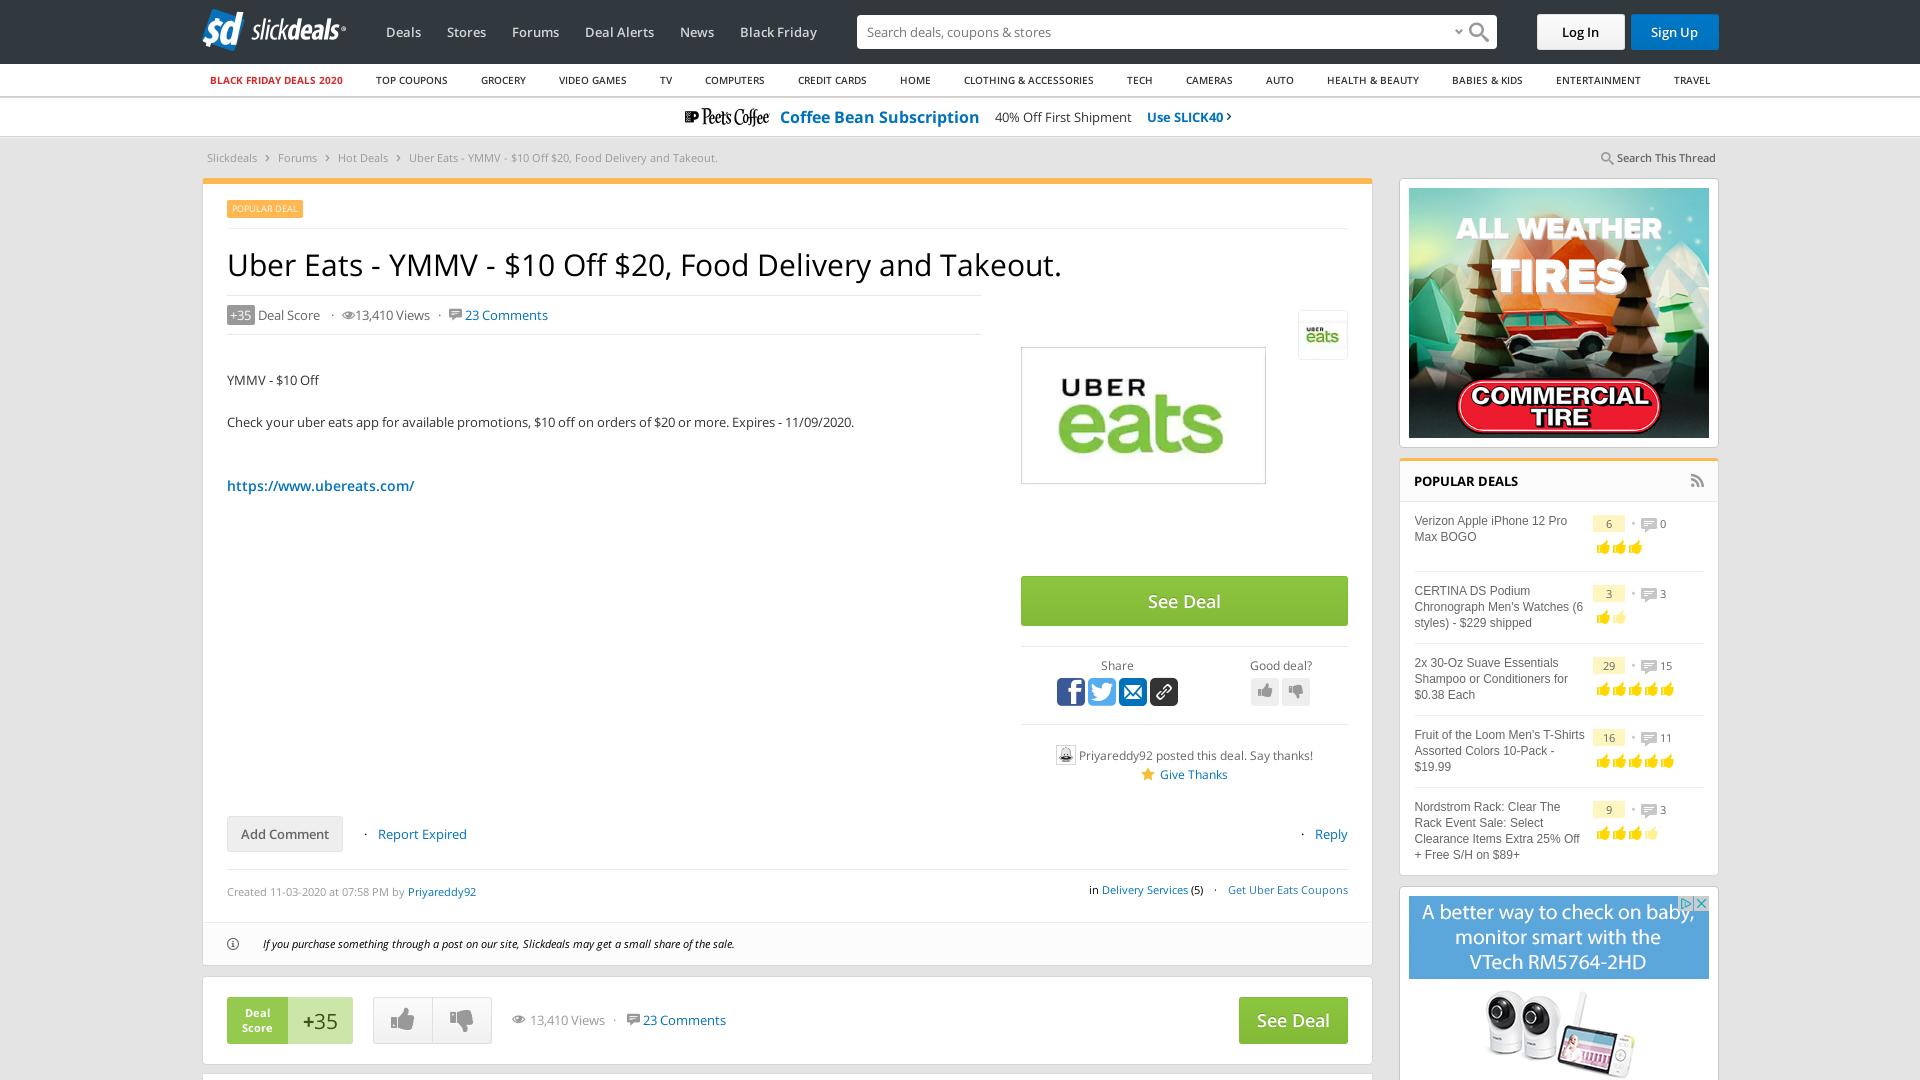 sd slickdeals
Deals Stores Forums Deal Alerts News Black Friday
Search deals, coupons & stores
Log In Sign Up
BLACK FRIDAY DEALS 2020 TOP COUPONS GROCERY VIDEO GAMES TV COMPUTERS CREDIT CARDS HOME CLOTHING & ACCESSORIES TECH CAMERAS AUTO HEALTH & BEAUTY BABIES & KIDS ENTERTAINMENT TRAVEL
Peet's Coffee Coffee Bean Subscription 40% Off First Shipment Use SLICK40
Slickdeals Forums Hot Deals Uber Eats - YMMV - $10 Off $20, Food Delivery and Takeout.
Search This Thread
POPULAR DEAL
Uber Eats - YMMV - $10 Off $20, Food Delivery and Takeout.
+35 Deal Score · 13,410 Views · 23 Comments
UBER
eats
YMMV - $10 Off
Check your uber eats app for available promotions, $10 off on orders of $20 or more. Expires - 11/09/2020.
https://www.ubereats.com/
UBER
eats
See Deal
Share
Good deal?
Priyareddy92 posted this deal. Say thanks!
Give Thanks
Add Comment · Report Expired
· Reply
Created 11-03-2020 at 07:58 PM by Priyareddy92
in Delivery Services (5) · Get Uber Eats Coupons
If you purchase something through a post on our site, Slickdeals may get a small share of the sale.
Deal
Score
+35
13,410 Views · 23 Comments
See Deal
ALL WEATHER
TIRES
COMMERCIAL
TIRE
POPULAR DEALS
Verizon Apple iPhone 12 Pro
Max BOGO
6 • 0
CERTINA DS Podium
Chronograph Men's Watches (6
styles) - $229 shipped
3 • 3
2x 30-Oz Suave Essentials
Shampoo or Conditioners for
$0.38 Each
29 • 15
Fruit of the Loom Men's T-Shirts
Assorted Colors 10-Pack -
$19.99
16 • 11
Nordstrom Rack: Clear The
Rack Event Sale: Select
Clearance Items Extra 25% Off
+ Free S/H on $89+
9 • 3
A better way to check on baby,
monitor smart with the
VTech RM5764-2HD